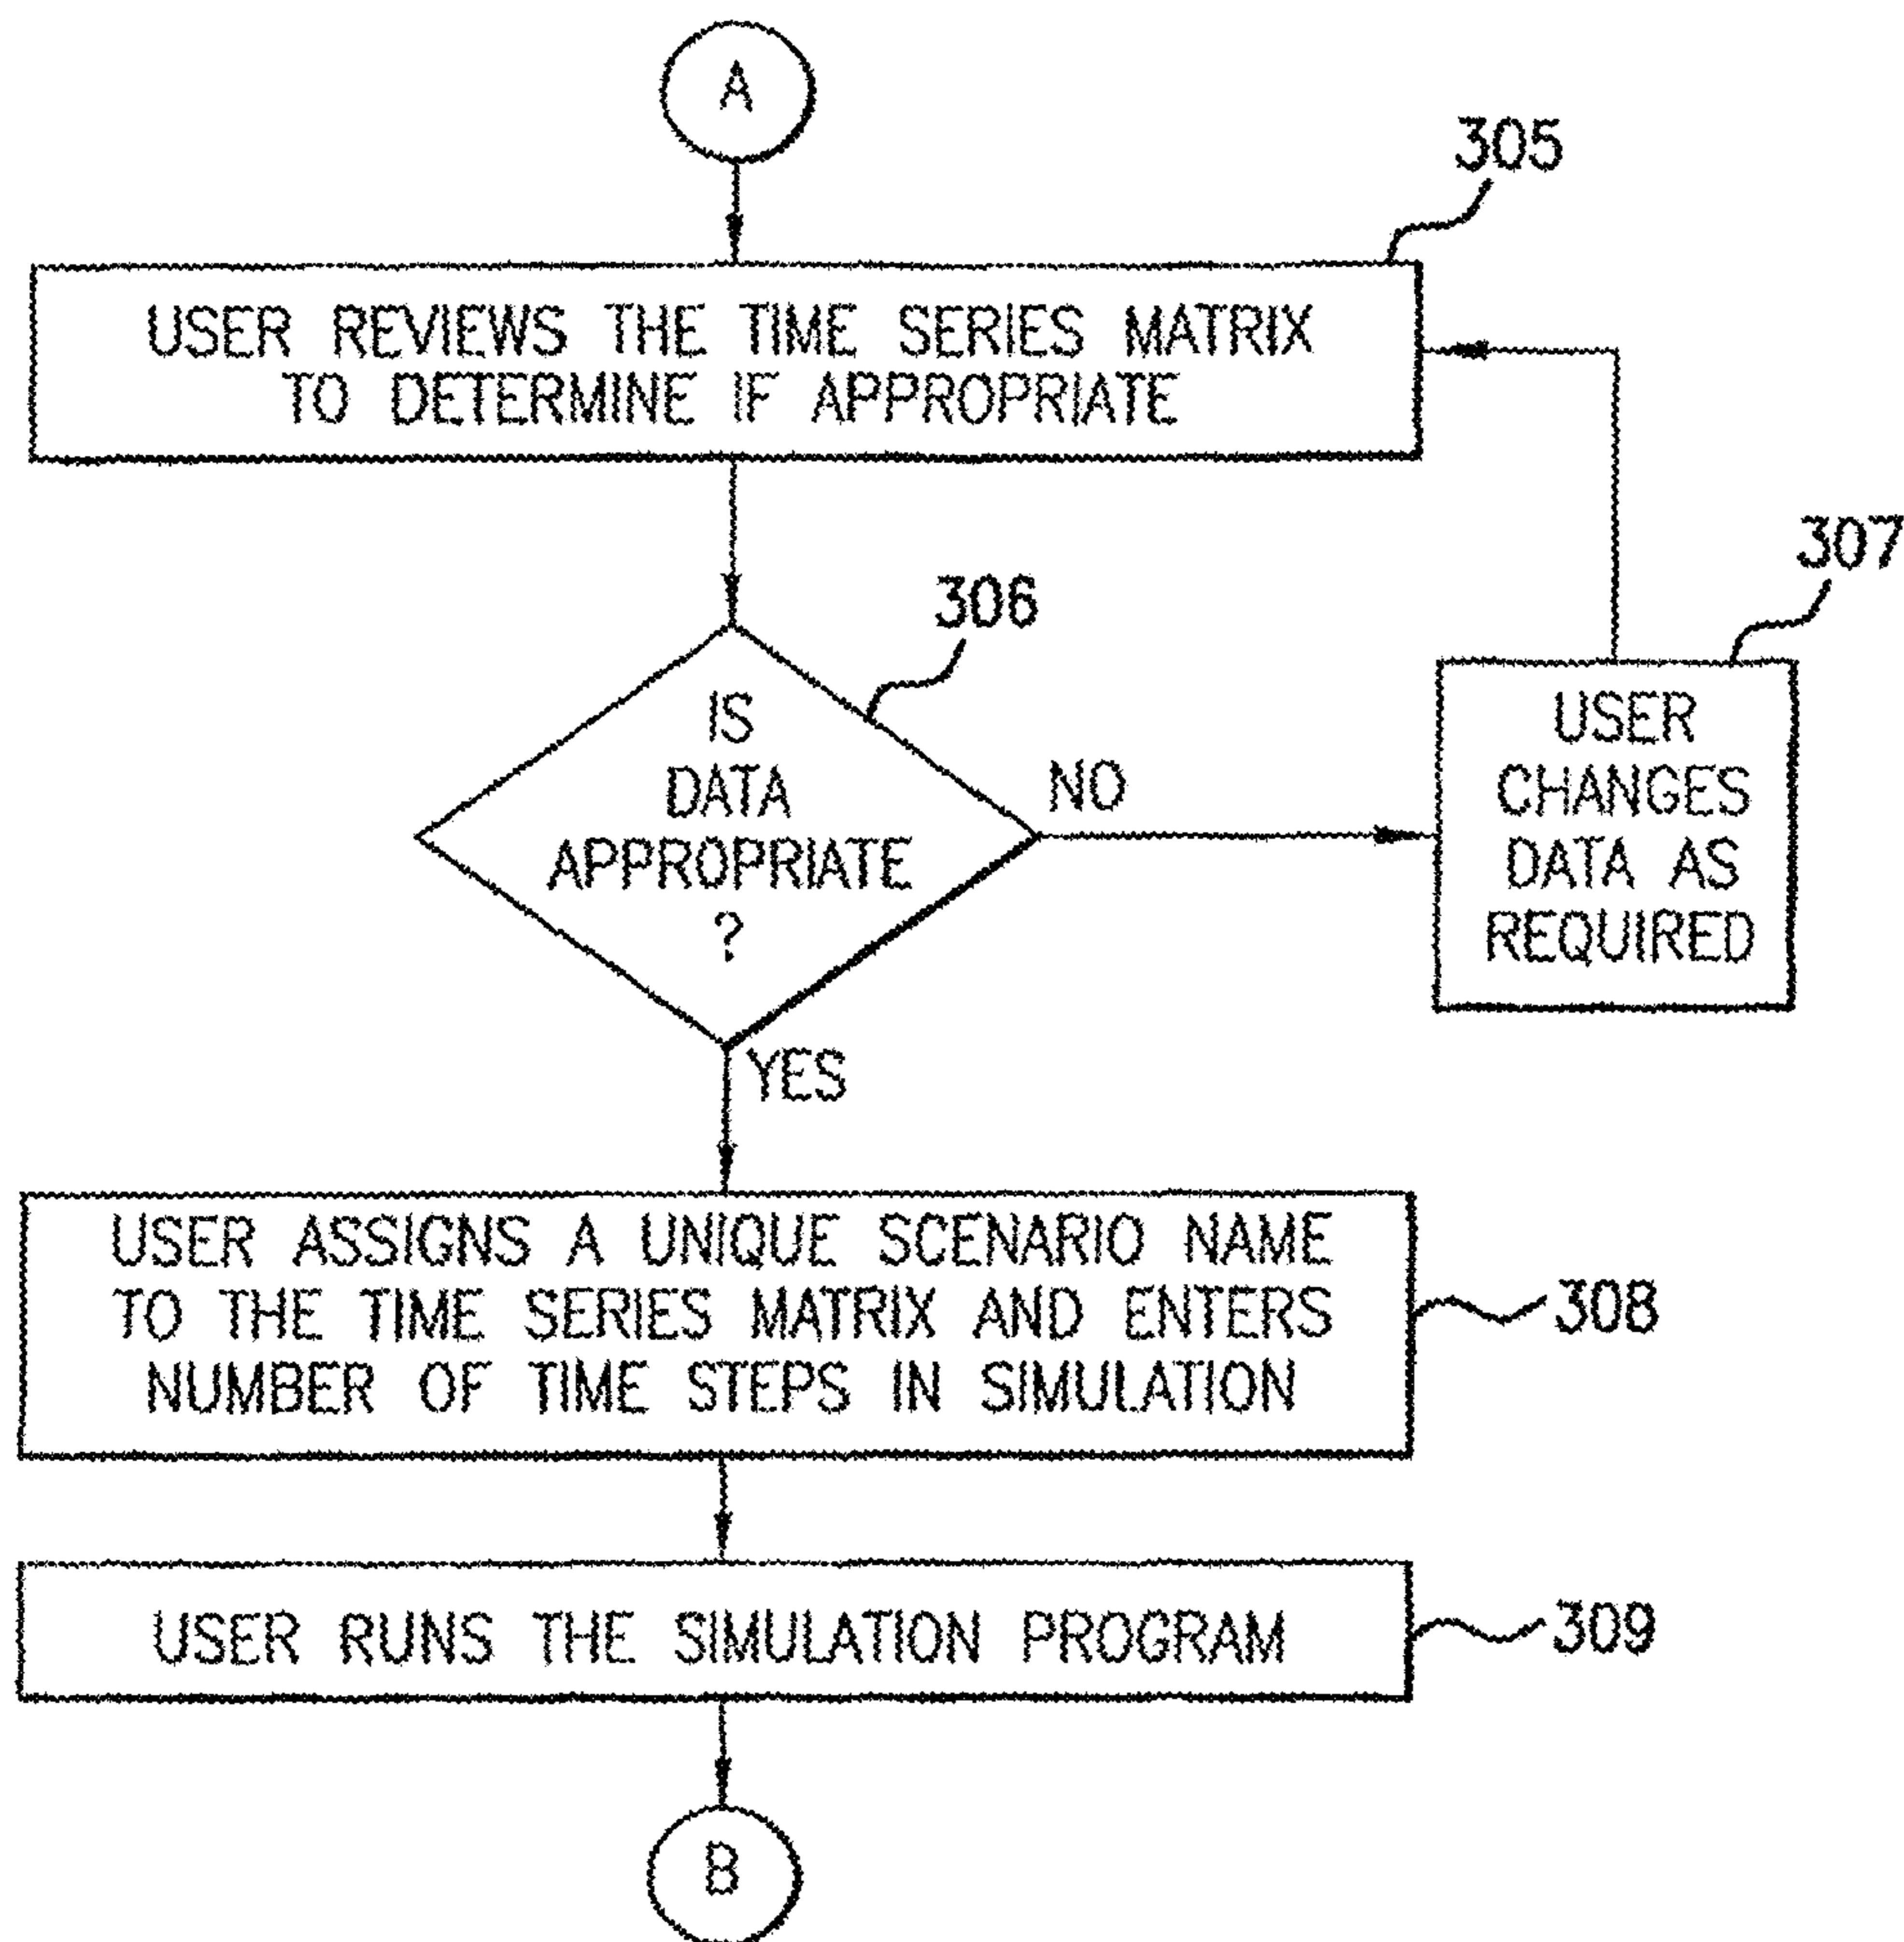 A
305
USER REVIEWS THE TIME SERIES MATRIX
TO DETERMINE IF APPROPRIATE
306
IS
DATA
APPROPRIATE
?
NO
307
USER
CHANGES
DATA AS
REQUIRED
YES
USER ASSIGNS A UNIQUE SCENARIO NAME
TO THE TIME SERIES MATRIX AND ENTERS
NUMBER OF TIME STEPS IN SIMULATION
308
USER RUNS THE SIMULATION PROGRAM
309
B